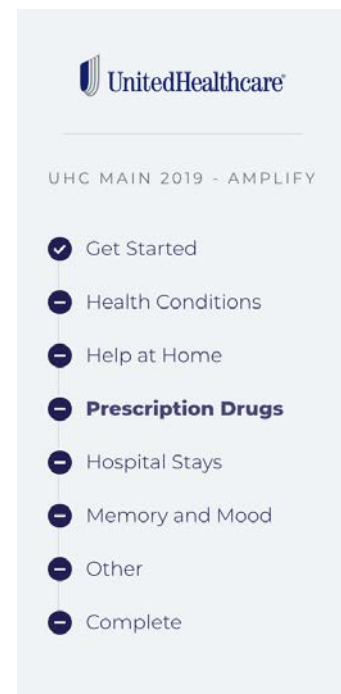 UnitedHealthcare®
UHC MAIN 2019 - AMPLIFY
Get Started
Health Conditions
Help at Home
Prescription Drugs
Hospital Stays
Memory and Mood
Other
Complete